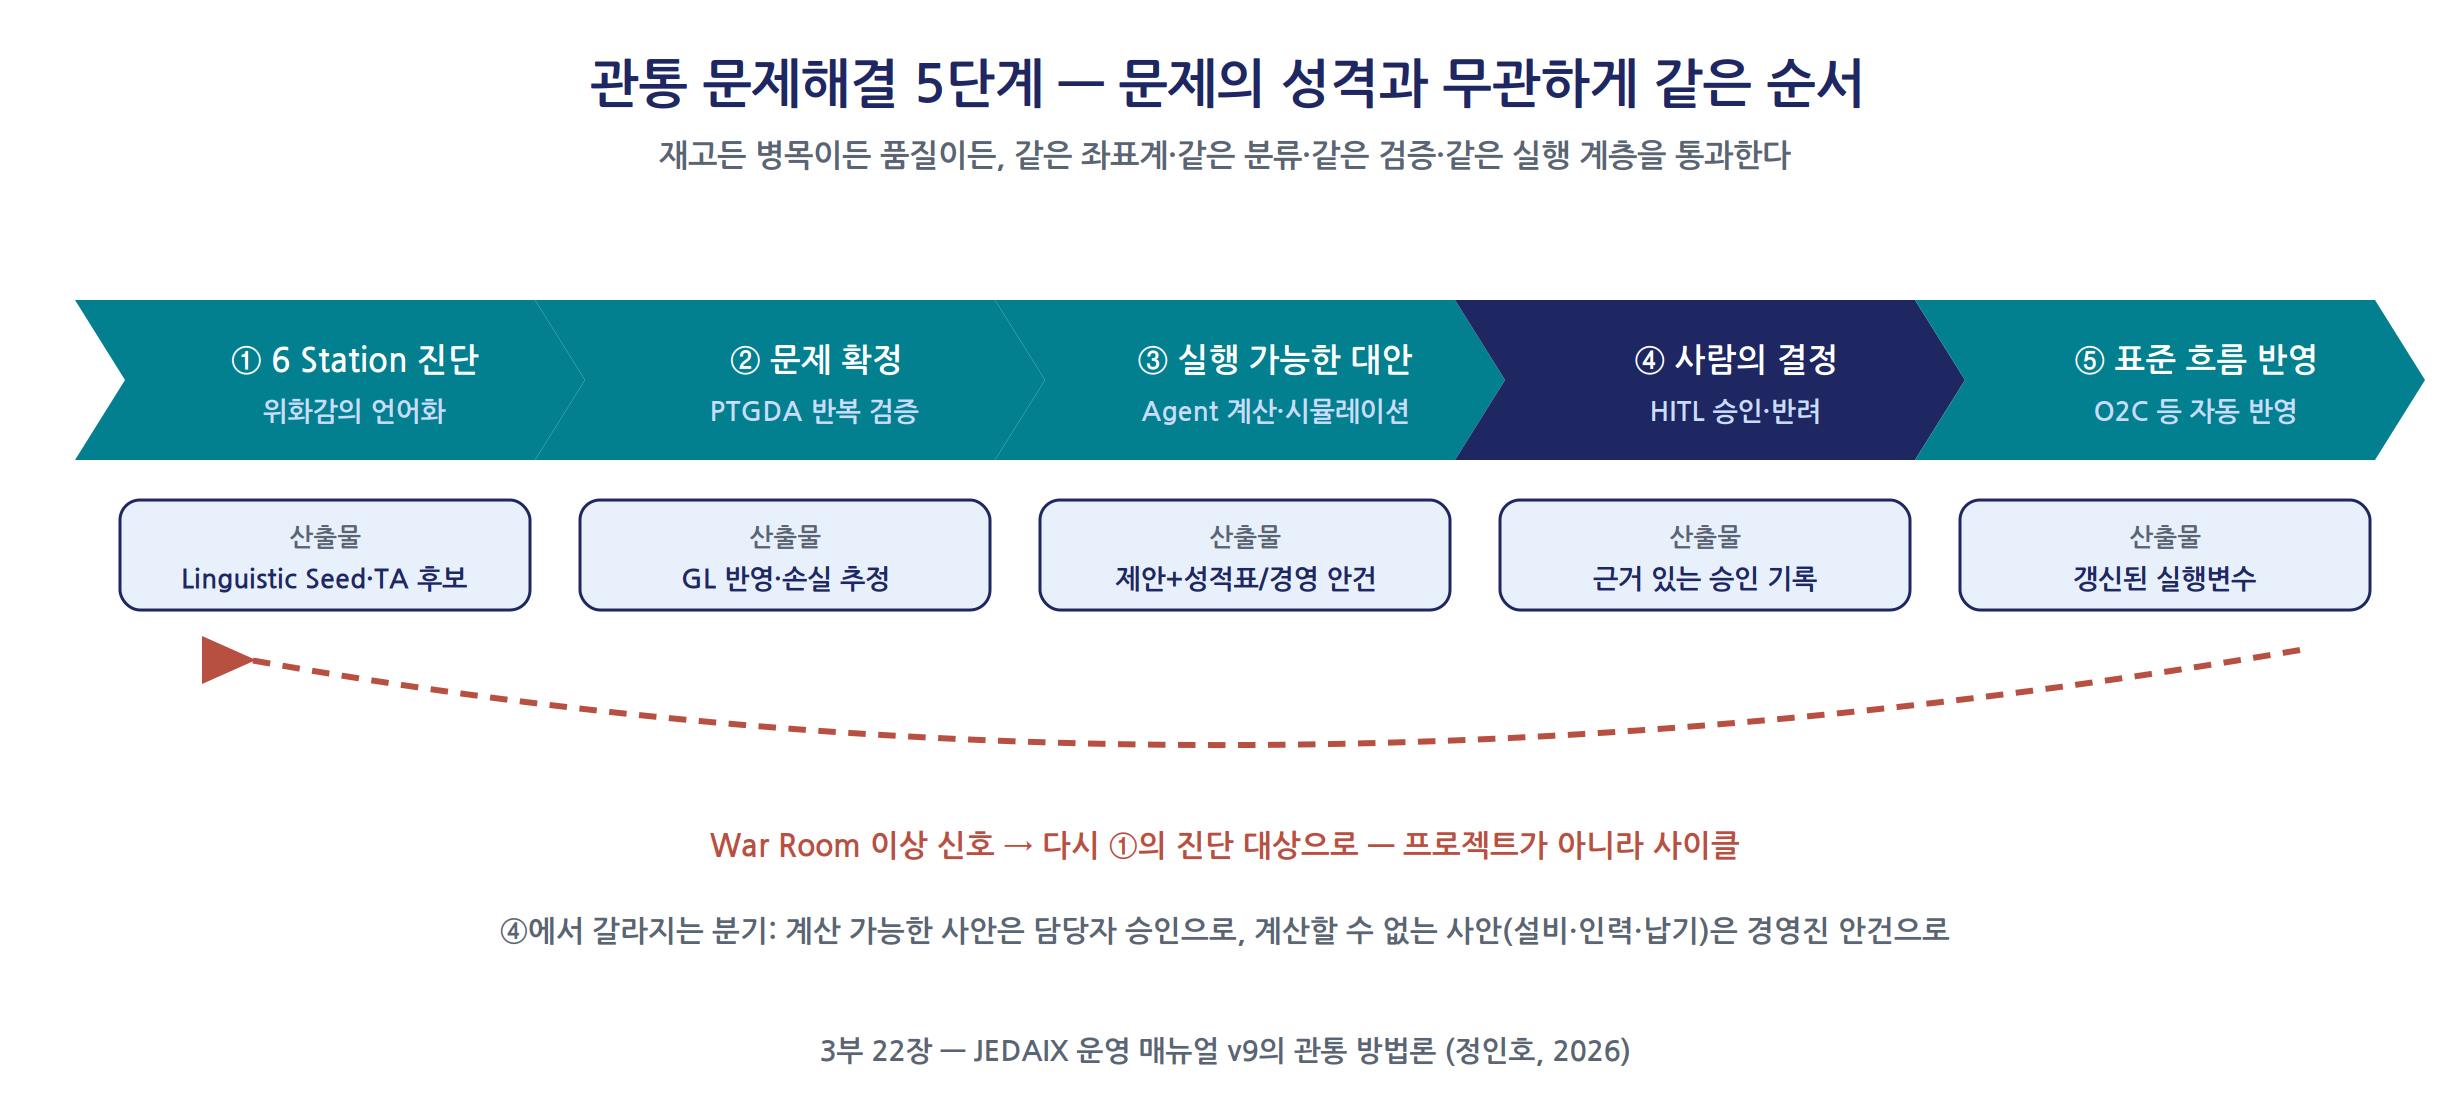 관통 문제해결 5단계 — 문제의 성격과 무관하게 같은 순서
재고든 병목이든 품질이든, 같은 좌표계·같은 분류·같은 검증·같은 실행 계층을 통과한다
① 6 Station 진단
위화감의 언어화
② 문제 확정
PTGDA 반복 검증
③ 실행 가능한 대안
Agent 계산·시뮬레이션
④ 사람의 결정
HITL 승인·반려
⑤ 표준 흐름 반영
O2C 등 자동 반영
산출물
Linguistic Seed·TA 후보
산출물
GL 반영·손실 추정
산출물
제안+성적표/경영 안건
산출물
근거 있는 승인 기록
산출물
갱신된 실행변수
War Room 이상 신호 → 다시 ①의 진단 대상으로 — 프로젝트가 아니라 사이클
④에서 갈라지는 분기: 계산 가능한 사안은 담당자 승인으로, 계산할 수 없는 사안(설비·인력·납기)은 경영진 안건으로
3부 22장 — JEDAIX 운영 매뉴얼 v9의 관통 방법론 (정인호, 2026)